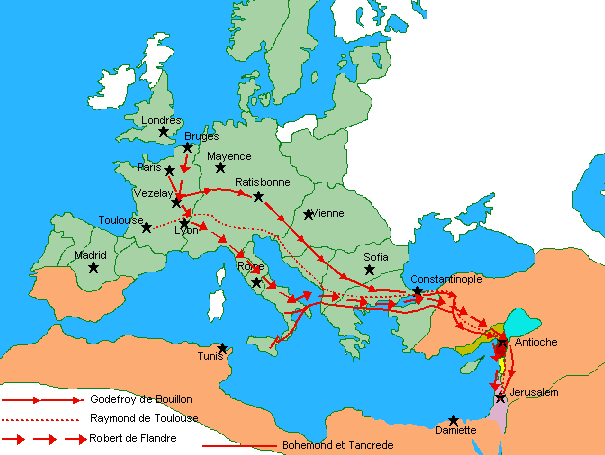 Londres
Bruges
Mayence
Paris
Ratisbonne
Vezelay
Vienne
Toulouse
Lyon
Madrid
Rome
Sofia
Constantinople
Tunis
Antioche
Jerusalem
Damiette
Godefroy de Bouillon
Raymond de Toulouse
Robert de Flandre
Bohemond et Tancrede